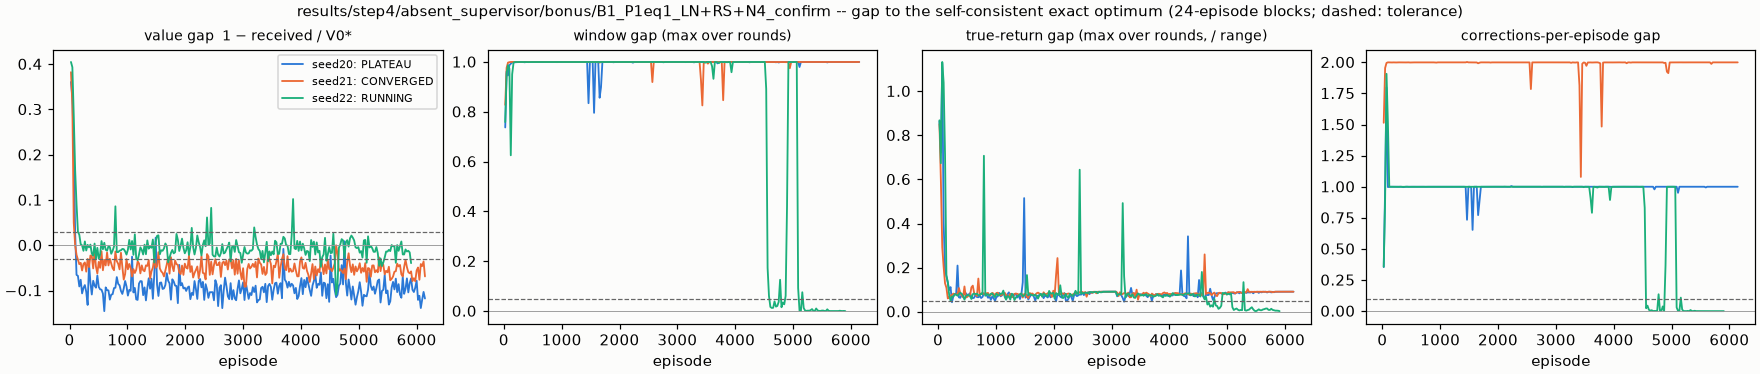 results/step4/absent_supervisor/bonus/B1_P1eq1_LN+RS+N4_confirm -- gap to the self-consistent exact optimum (24-episode blocks; dashed: tolerance)
value gap 1 − received / V0*
0.4
0.3
0.2
0.1
0.0
−0.1
seed20: PLATEAU
seed21: CONVERGED
seed22: RUNNING
0 1000 2000 3000 4000 5000 6000
episode
window gap (max over rounds)
1.0
0.8
0.6
0.4
0.2
0.0
0 1000 2000 3000 4000 5000 6000
episode
true-return gap (max over rounds, / range)
1.0
0.8
0.6
0.4
0.2
0.0
0 1000 2000 3000 4000 5000 6000
episode
corrections-per-episode gap
2.00
1.75
1.50
1.25
1.00
0.75
0.50
0.25
0.00
0 1000 2000 3000 4000 5000 6000
episode